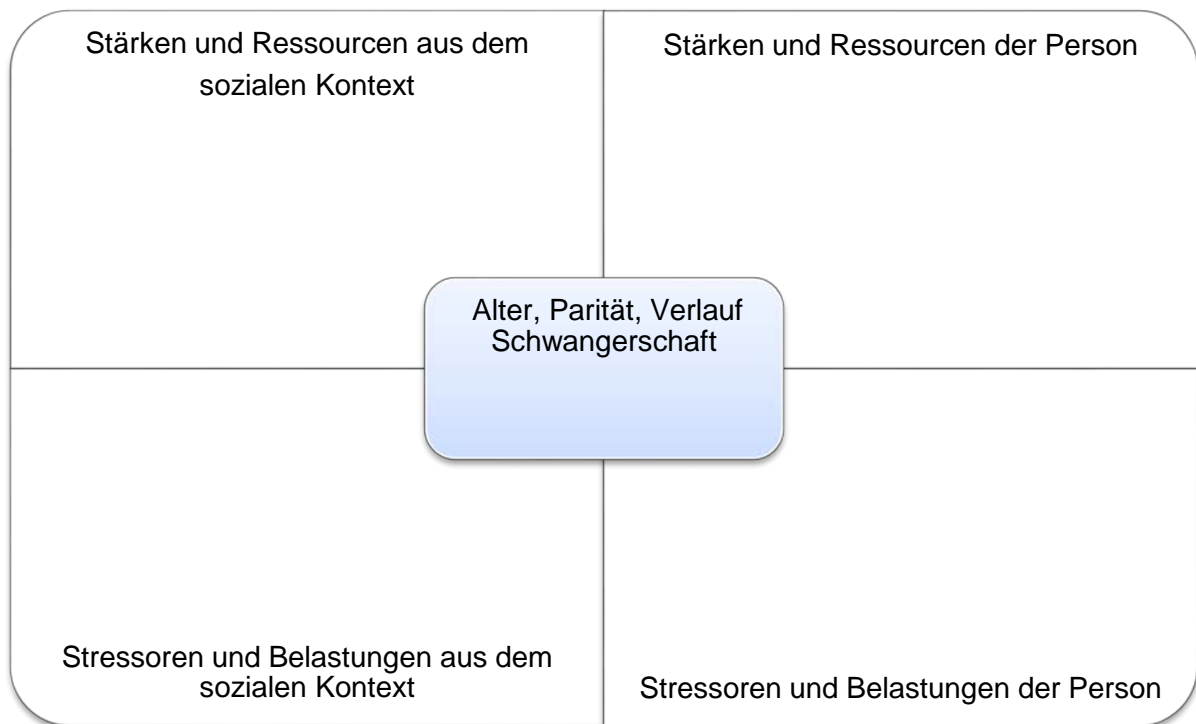 Stärken und Ressourcen aus dem
sozialen Kontext
Stärken und Ressourcen der Person
Alter, Parität, Verlauf
Schwangerschaft
Stressoren und Belastungen aus dem
sozialen Kontext
Stressoren und Belastungen der Person